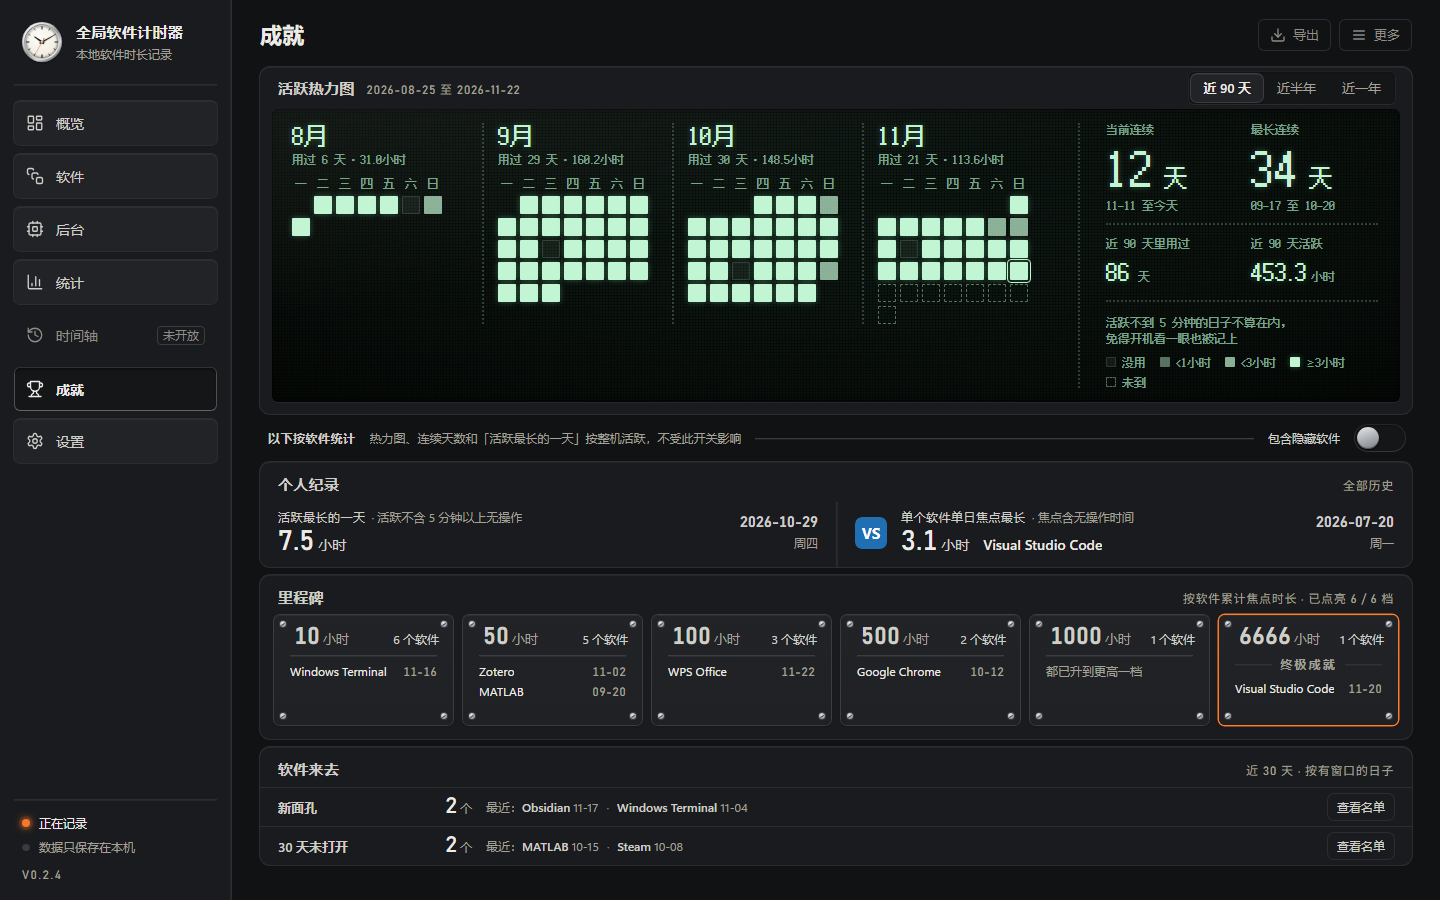 全局软件计时器
本地软件时长记录
概览
软件
后台
统计
时间轴 未开放
成就
设置
正在记录
数据只保存在本机
V0.2.4
成就
导出 更多
活跃热力图 2026-08-25 至 2026-11-22
近 90 天 近半年 近一年
8月
用过 6 天 · 31.0小时
一 二 三 四 五 六 日
9月
用过 29 天 · 160.2小时
一 二 三 四 五 六 日
10月
用过 30 天 · 148.5小时
一 二 三 四 五 六 日
11月
用过 21 天 · 113.6小时
一 二 三 四 五 六 日
当前连续 最长连续
12 天 34 天
11-11 至今天 09-17 至 10-20
近 90 天里用过 近 90 天活跃
86 天 453.3 小时
活跃不到 5 分钟的日子不算在内，
免得开机看一眼也被记上
没用 <1小时 <3小时 ≥3小时
未到
以下按软件统计 热力图、连续天数和「活跃最长的一天」按整机活跃，不受此开关影响 包含隐藏软件
个人纪录 全部历史
活跃最长的一天 · 活跃不含 5 分钟以上无操作
7.5 小时
2026-10-29
周四
VS
单个软件单日焦点最长 · 焦点含无操作时间
3.1 小时 Visual Studio Code
2026-07-20
周一
里程碑 按软件累计焦点时长 · 已点亮 6 / 6 档
10 小时 6 个软件
Windows Terminal 11-16
50 小时 5 个软件
Zotero 11-02
MATLAB 09-20
100 小时 3 个软件
WPS Office 11-22
500 小时 2 个软件
Google Chrome 10-12
1000 小时 1 个软件
都已升到更高一档
6666 小时 1 个软件
终极成就
Visual Studio Code 11-20
软件来去 近 30 天 · 按有窗口的日子
新面孔 2 个 最近： Obsidian 11-17 · Windows Terminal 11-04 查看名单
30 天未打开 2 个 最近： MATLAB 10-15 · Steam 10-08 查看名单